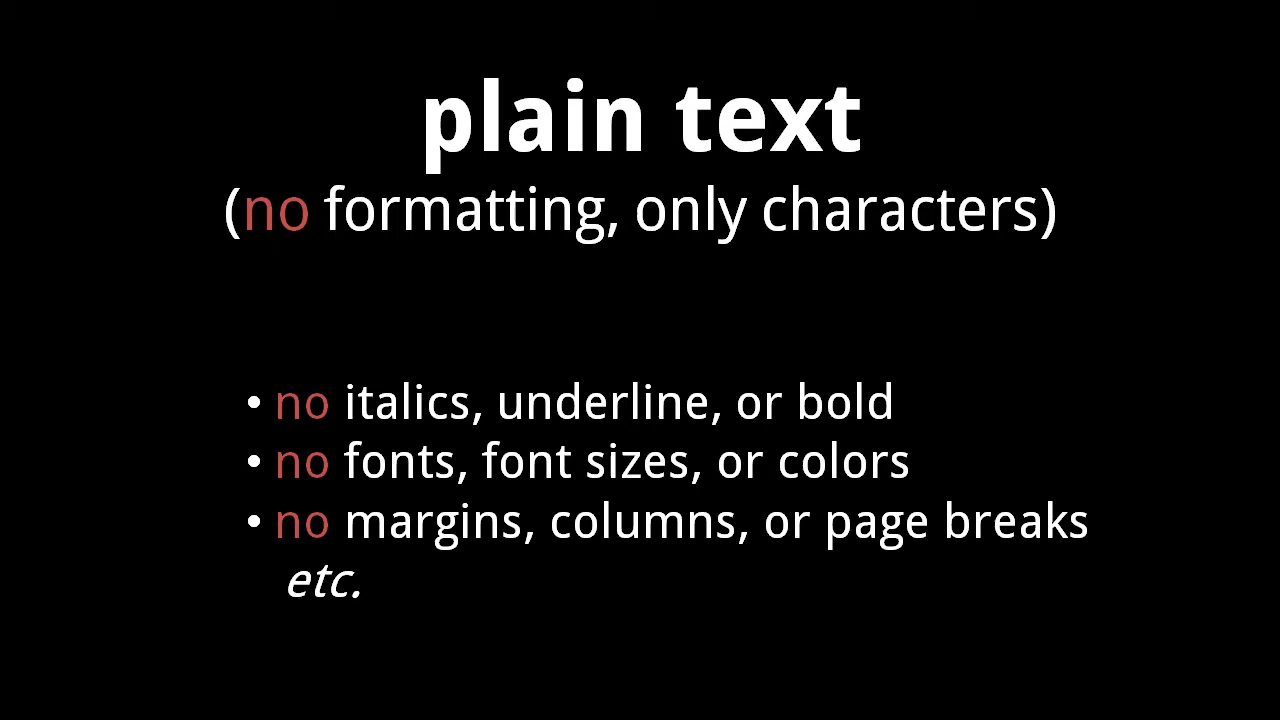 plain text
(no formatting, only characters)
• no italics, underline, or bold
• no fonts, font sizes, or colors
• no margins, columns, or page breaks
etc.